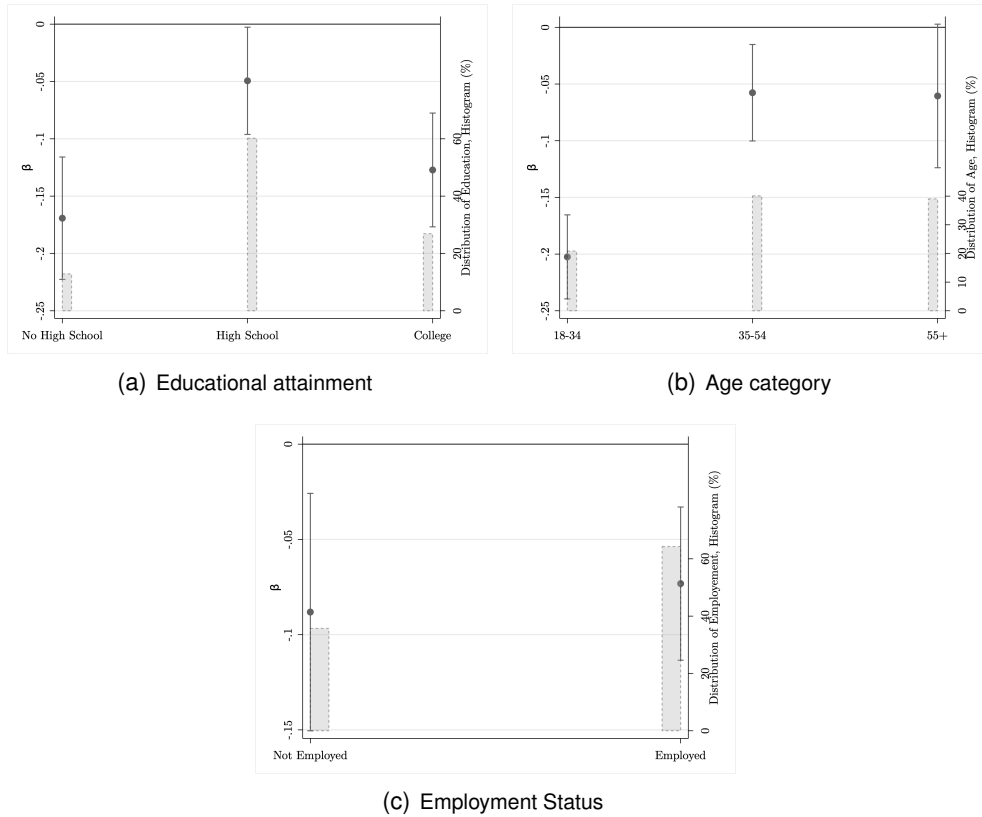 0
-.05
-.1
-.15
-.2
-.25
β
0
20
40
60
Distribution of Education, Histogram (%)
No High School High School College
(a) Educational attainment
0
-.05
-.1
-.15
-.2
-.25
β
0
10
20
30
40
Distribution of Age, Histogram (%)
18-34 35-54 55+
(b) Age category
0
-.05
-.1
-.15
β
0
20
40
60
Distribution of Employement, Histogram (%)
Not Employed Employed
(c) Employment Status